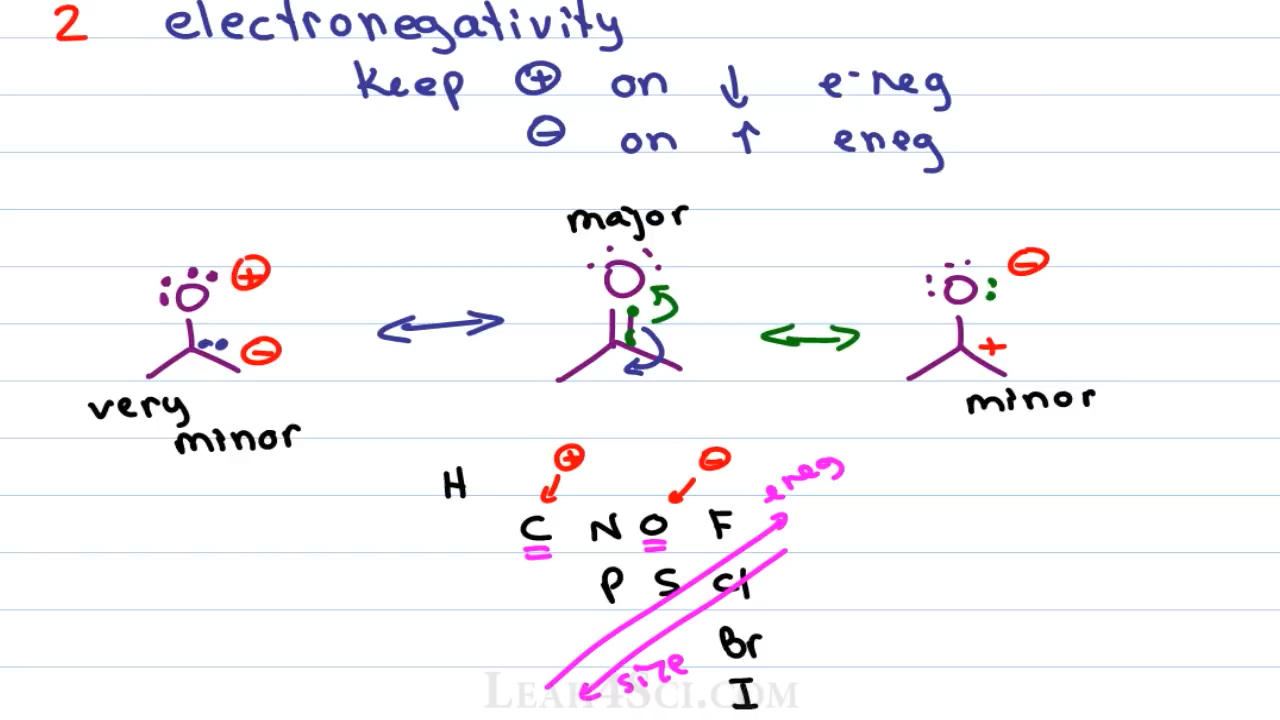 2 electronegativity
Keep ⊕ on ↓ e-neg
⊖ on ↑ eneg
major
:O: ⊕
:O:
:O: ⊖
⊖
+
very
minor
minor
⊕ ⊖
H
eneg
C N O F
P S Cl
Br
size
I
LEAH4SCI.COM